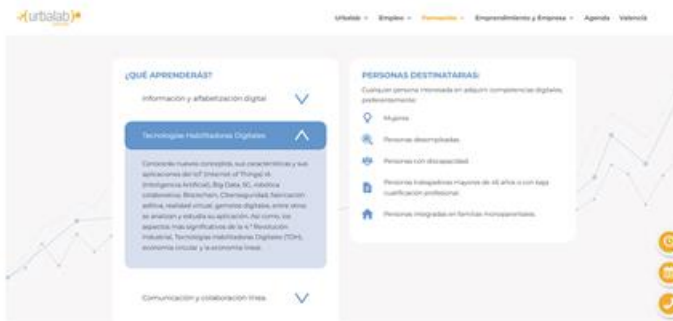 urbalab
Urbalab Empleo Formación Emprendimiento y Empresa Agenda Valencià
¿QUÉ APRENDERÁS?
Información y alfabetización digital
Tecnologías Habilitadoras Digitales
Conocerás nuevos conceptos, sus características y sus
aplicaciones del IoT (Internet of Things) IA
(Inteligencia Artificial), Big Data, 5G, robótica
colaborativa, Blockchain, Ciberseguridad, fabricación
aditiva, realidad virtual, gemelos digitales, entre otros
se analizan y estudia su aplicación. Así como, los
aspectos más significativos de la 4.ª Revolución
Industrial, Tecnologías Habilitadoras Digitales (TDH),
economía circular y la economía lineal.
Comunicación y colaboración línea
PERSONAS DESTINATARIAS:
Cualquier persona interesada en adquirir competencias digitales,
preferentemente:
Mujeres.
Personas desempleadas.
Personas con discapacidad.
Personas trabajadoras mayores de 45 años o con baja
cualificación profesional.
Personas integradas en familias monoparentales.